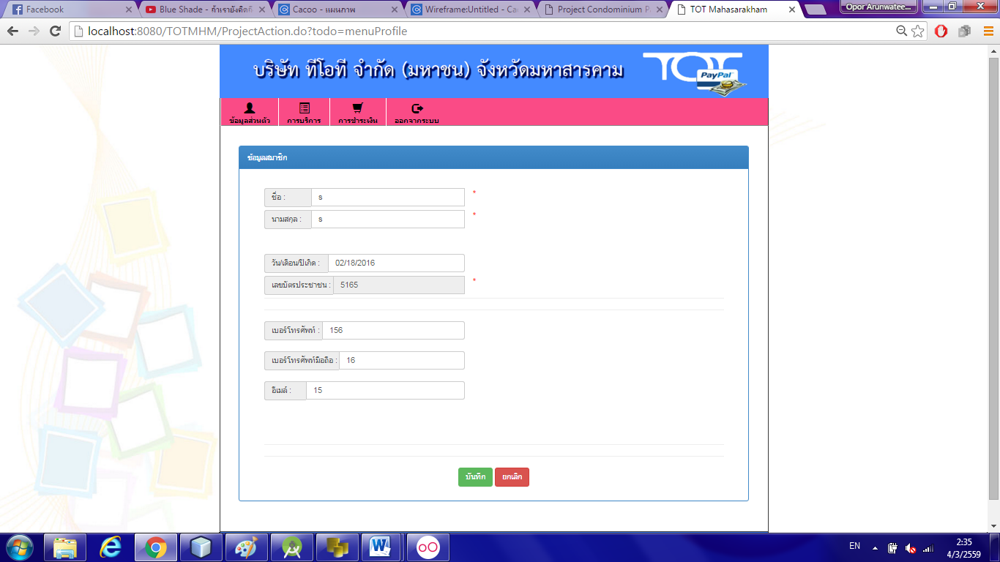 Facebook
Blue Shade - ถ้าเรายังคิดถึ
Cacoo - แผนภาพ
Wireframe:Untitled - Ca
Project Condominium P
TOT Mahasarakham
Opor Arunwatee...
localhost:8080/TOTMHM/ProjectAction.do?todo=menuProfile
บริษัท ทีโอที จำกัด (มหาชน) จังหวัดมหาสารคาม
TOT
PayPal
ข้อมูลส่วนตัว
การบริการ
การชำระเงิน
ออกจากระบบ
ข้อมูลสมาชิก
ชื่อ : s *
นามสกุล : s *
วัน/เดือน/ปีเกิด : 02/18/2016
เลขบัตรประชาชน : 5165 *
เบอร์โทรศัพท์ : 156
เบอร์โทรศัพท์มือถือ : 16
อีเมล์ : 15
บันทึก
ยกเลิก
EN
2:35
4/3/2559